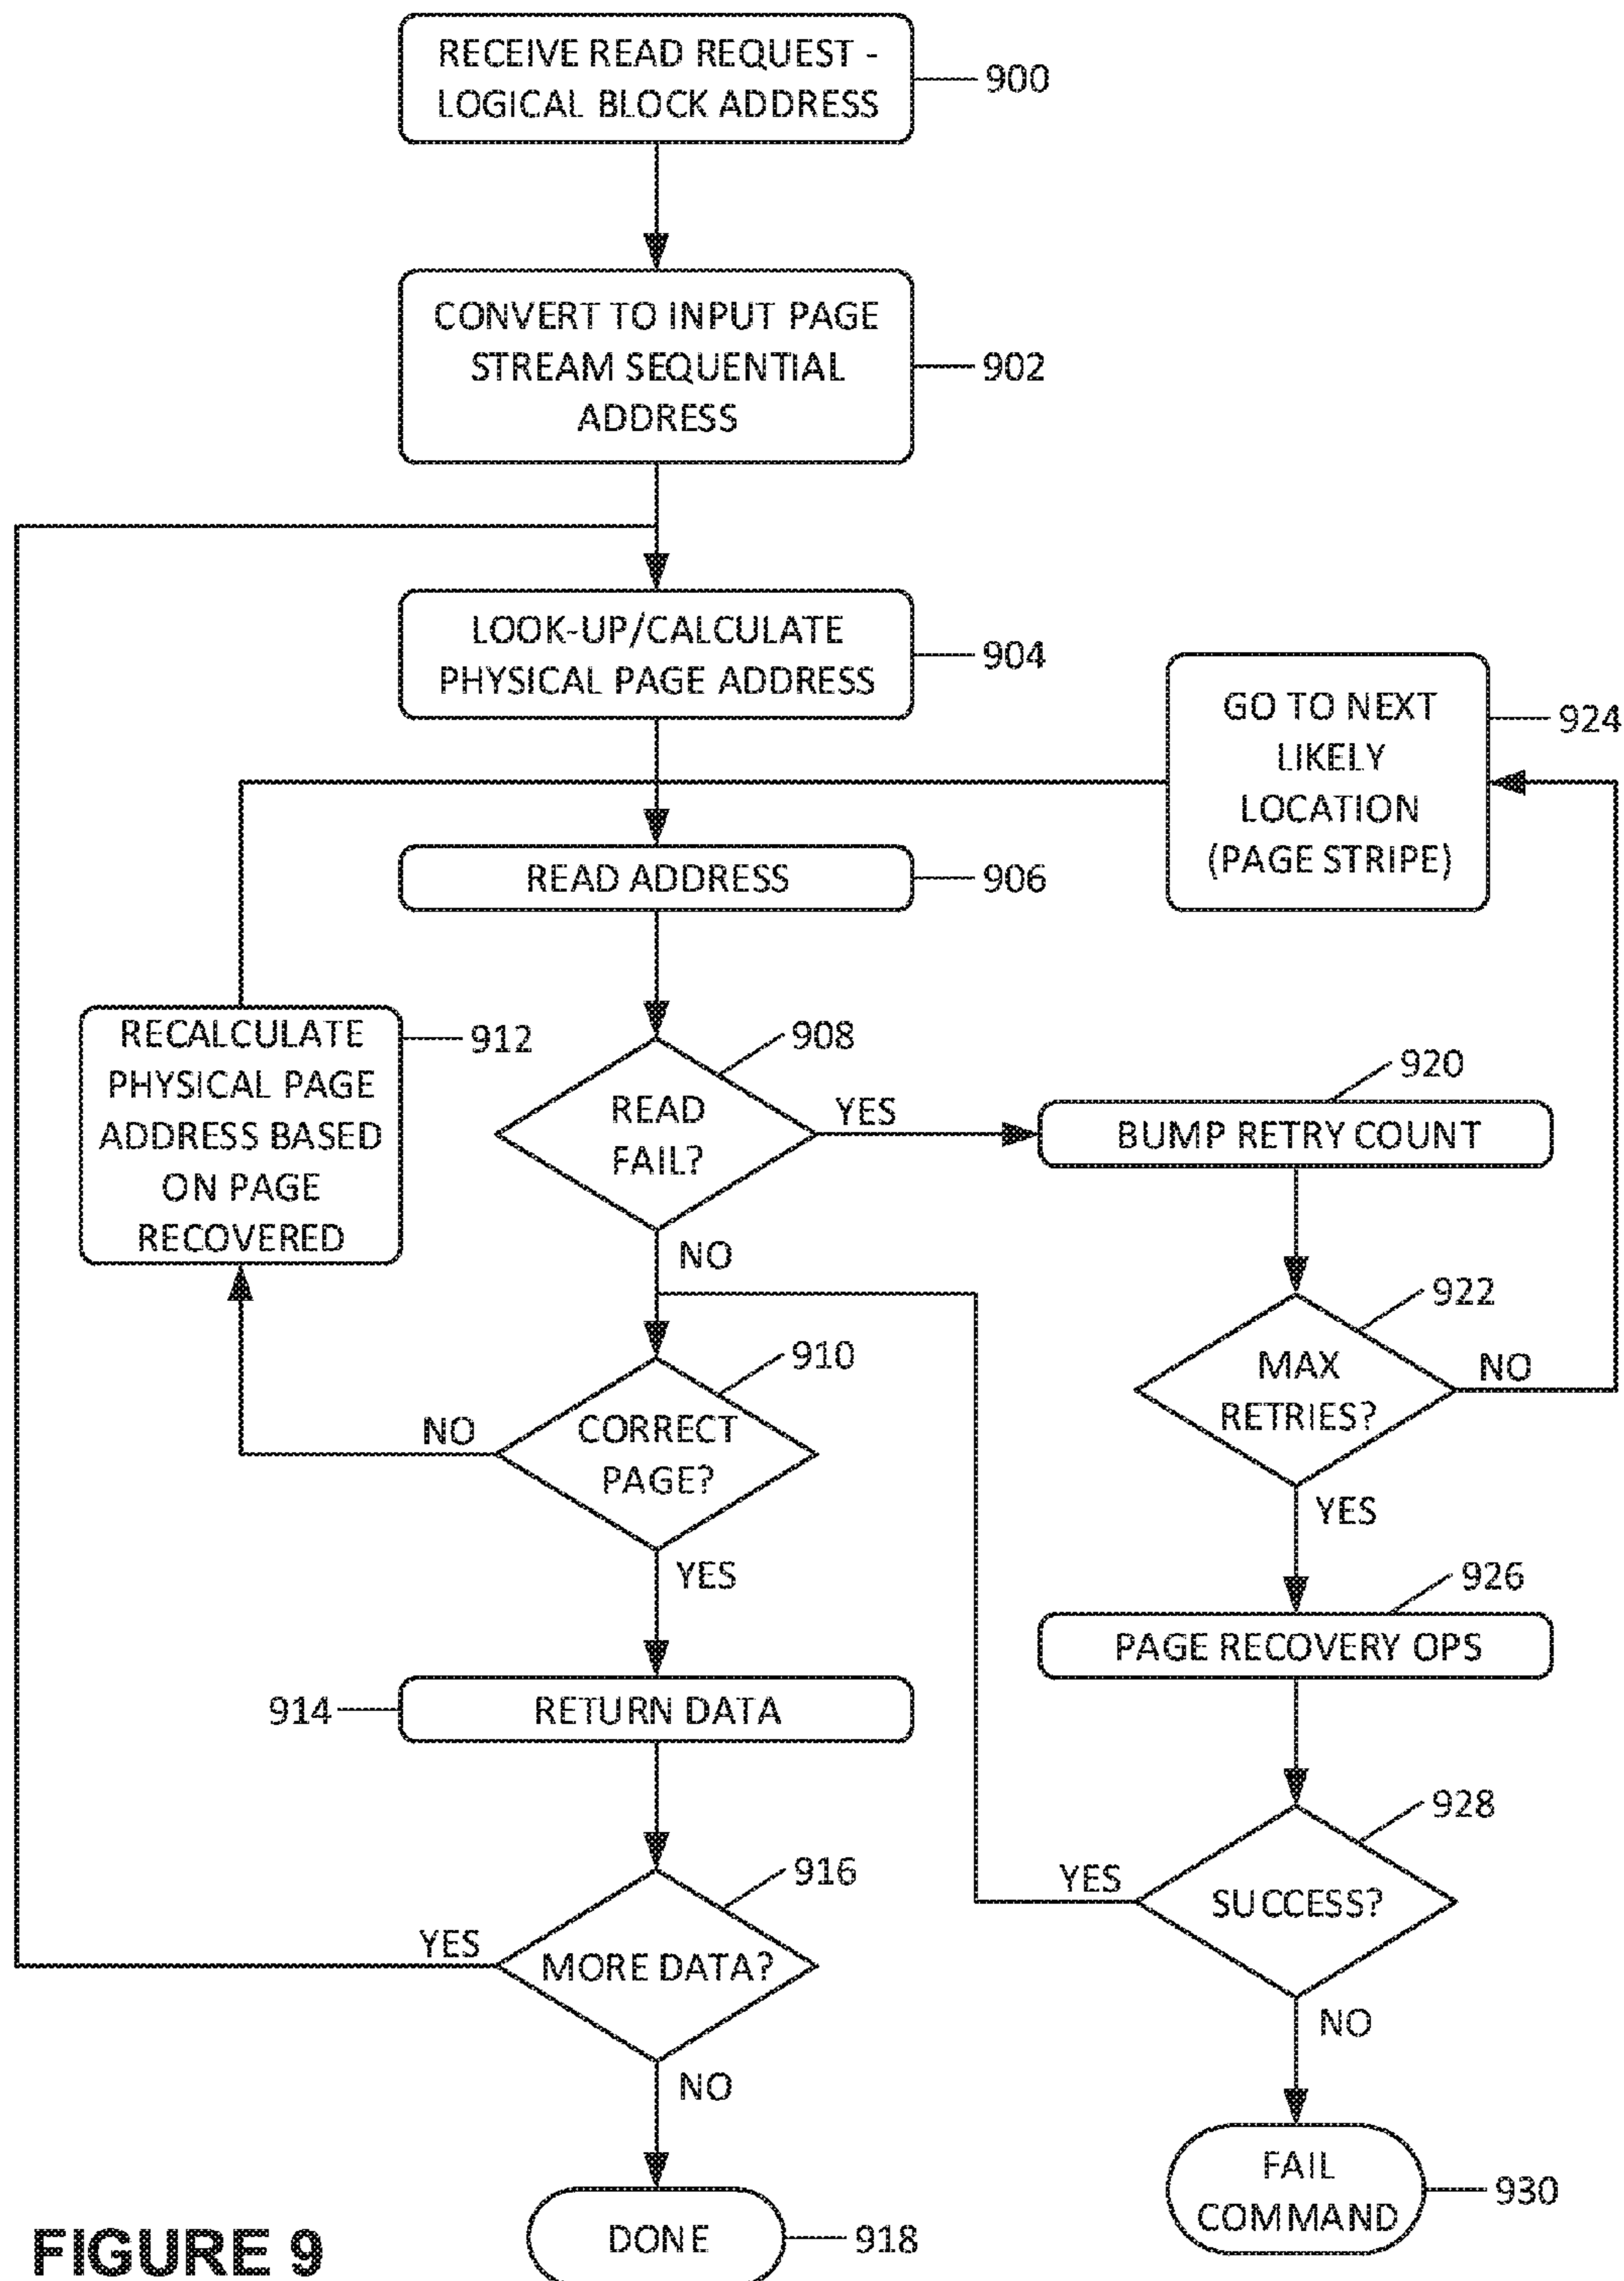 RECEIVE READ REQUEST -
LOGICAL BLOCK ADDRESS
900
CONVERT TO INPUT PAGE
STREAM SEQUENTIAL
ADDRESS
902
LOOK-UP/CALCULATE
PHYSICAL PAGE ADDRESS
904
GO TO NEXT
LIKELY
LOCATION
(PAGE STRIPE)
924
READ ADDRESS
906
RECALCULATE
PHYSICAL PAGE
ADDRESS BASED
ON PAGE
RECOVERED
912
908
READ
FAIL?
YES
NO
920
BUMP RETRY COUNT
922
MAX
RETRIES?
NO
YES
910
CORRECT
PAGE?
NO
YES
926
PAGE RECOVERY OPS
914
RETURN DATA
928
SUCCESS?
YES
NO
916
MORE DATA?
YES
NO
FAIL
COMMAND
930
DONE
918
FIGURE 9